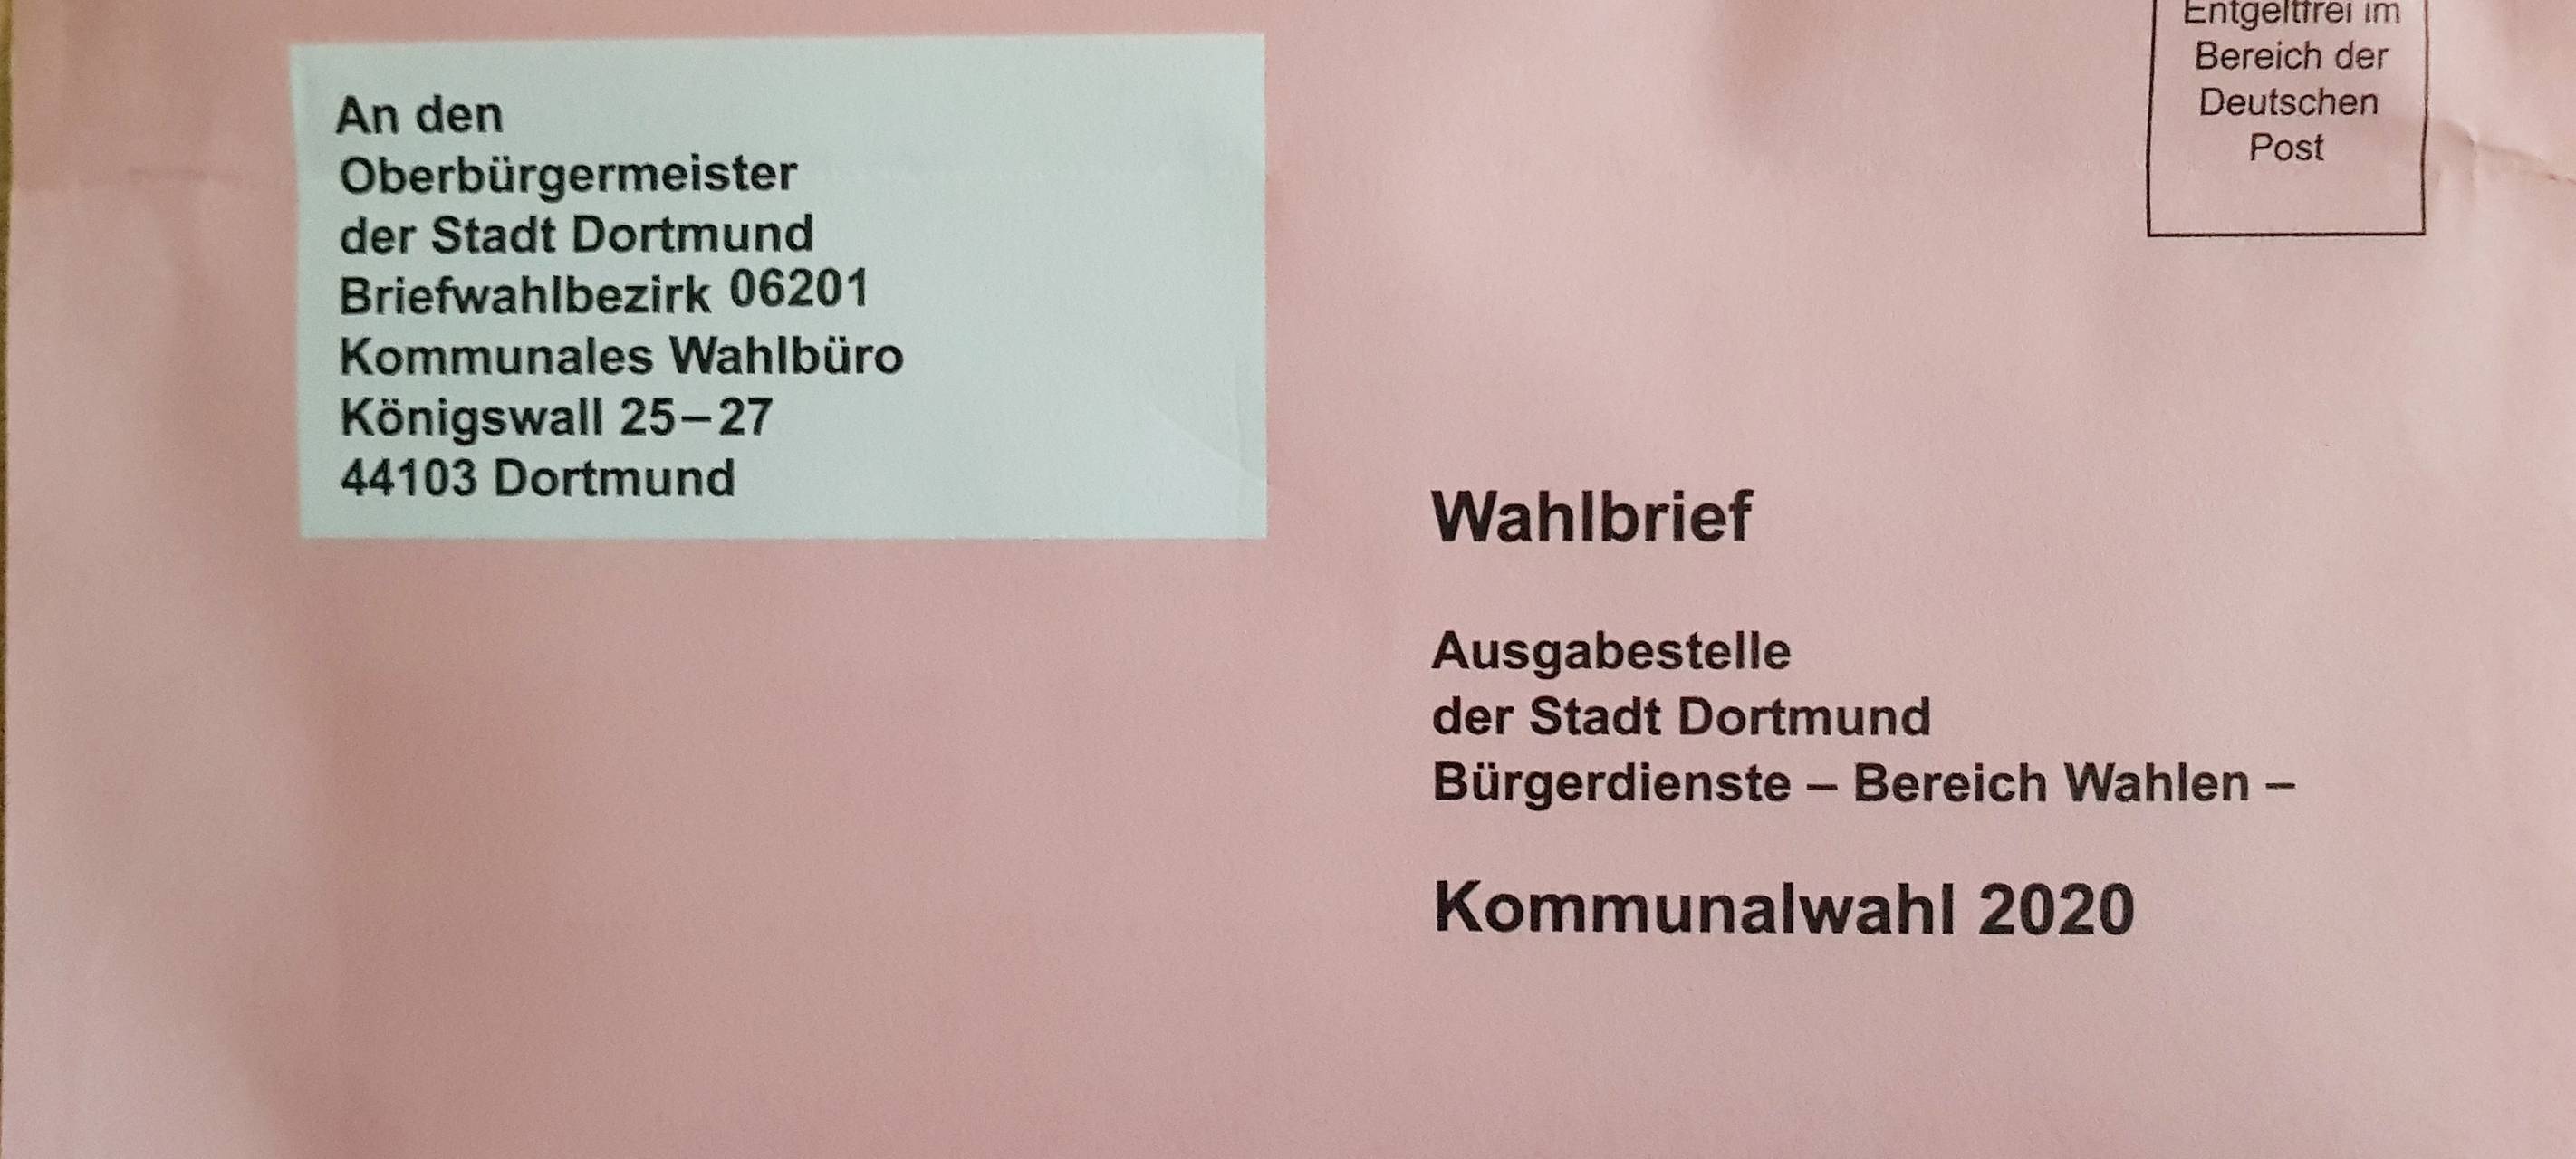 An den
Oberbürgermeister
der Stadt Dortmund
Briefwahlbezirk 06201
Kommunales Wahlbüro
Königswall 25–27
44103 Dortmund
Entgeltfrei im
Bereich der
Deutschen
Post
Wahlbrief
Ausgabestelle
der Stadt Dortmund
Bürgerdienste – Bereich Wahlen –
Kommunalwahl 2020